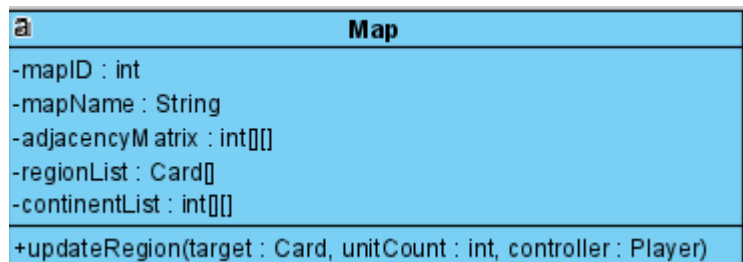 a
Map
-mapID : int
-mapName : String
-adjacencyMatrix : int[][]
-regionList : Card[]
-continentList : int[][]
+updateRegion(target : Card, unitCount : int, controller : Player)